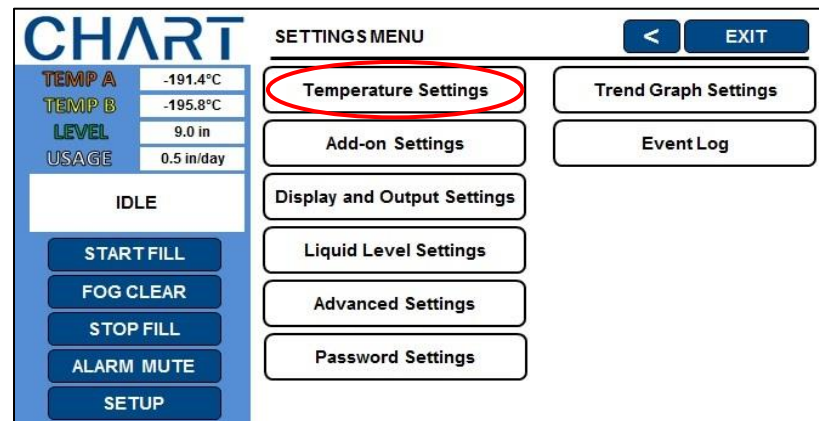 CHART
SETTINGS MENU
<
EXIT
TEMP A -191.4°C
TEMP B -195.8°C
LEVEL 9.0 in
USAGE 0.5 in/day
IDLE
START FILL
FOG CLEAR
STOP FILL
ALARM MUTE
SETUP
Temperature Settings
Add-on Settings
Display and Output Settings
Liquid Level Settings
Advanced Settings
Password Settings
Trend Graph Settings
Event Log